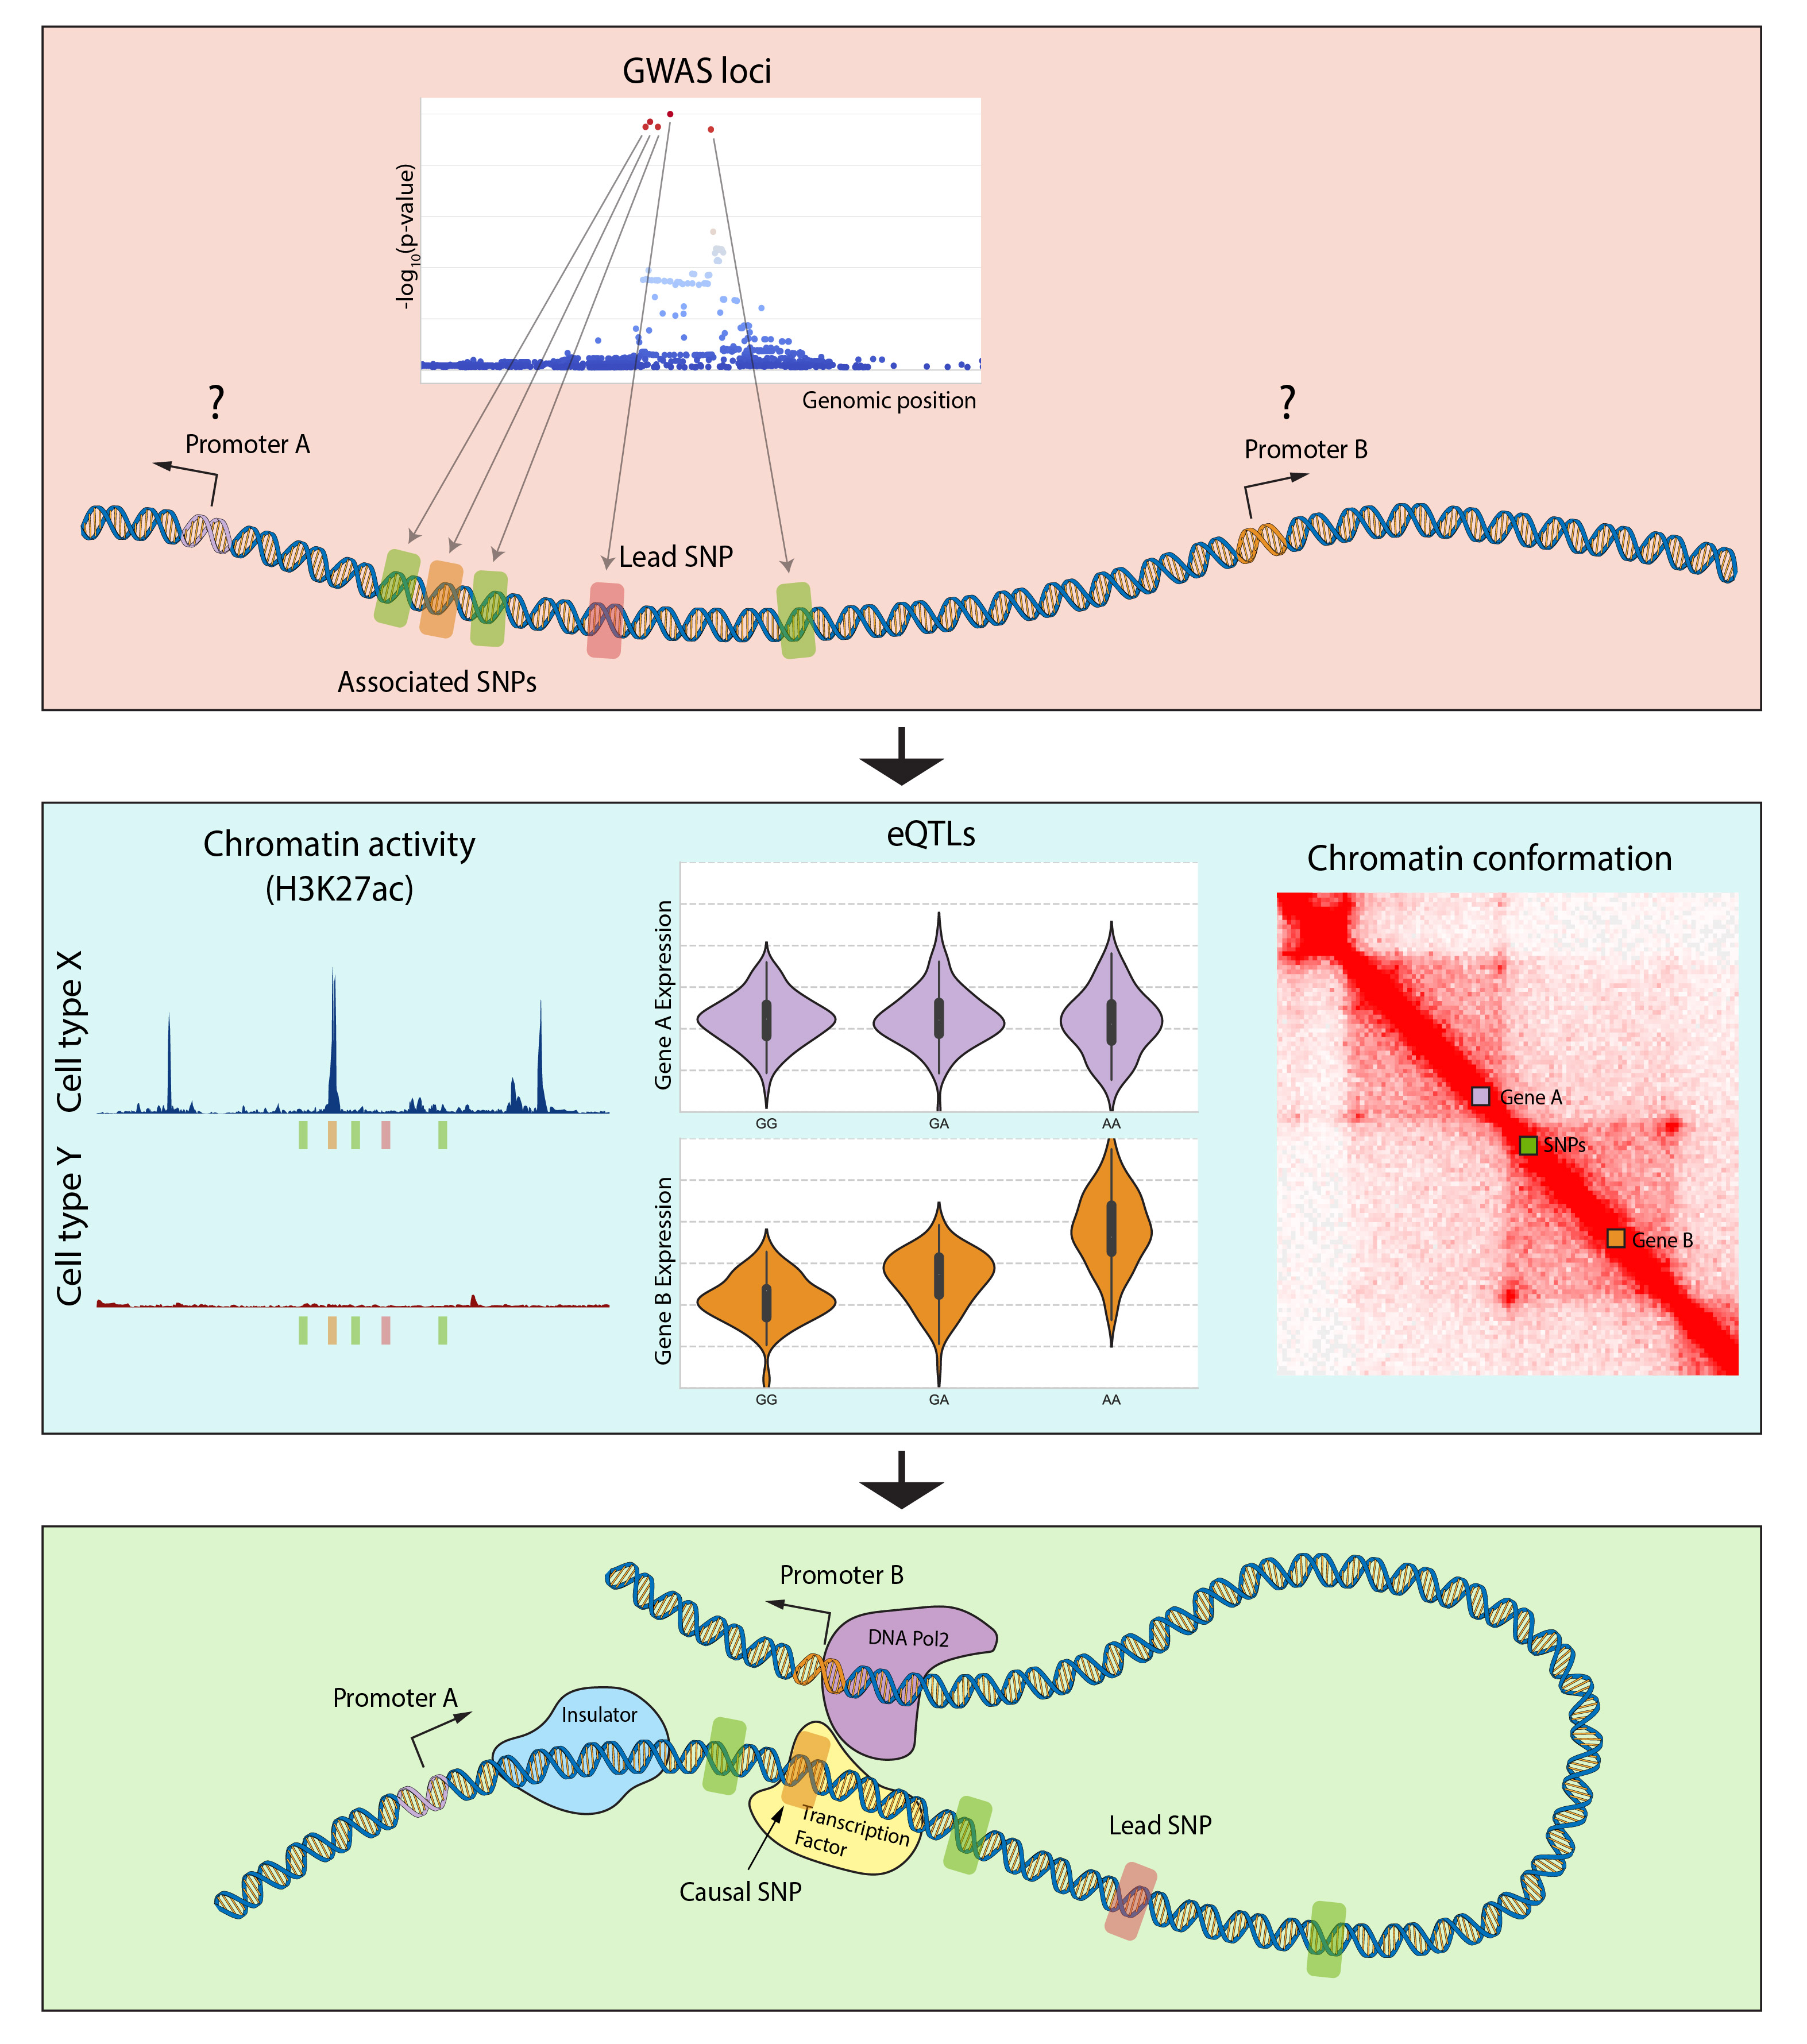 GWAS loci
-log10(p-value)
Genomic position
?
Promoter A
?
Promoter B
Lead SNP
Associated SNPs
Chromatin activity
(H3K27ac)
Cell type X
Cell type Y
eQTLs
Gene A Expression
GG GA AA
Gene B Expression
GG GA AA
Chromatin conformation
Gene A
SNPs
Gene B
Promoter B
DNA Pol2
Promoter A
Insulator
Transcription
Factor
Causal SNP
Lead SNP